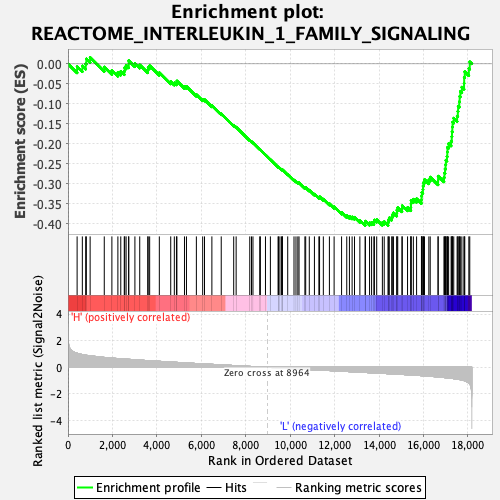 Enrichment plot:
REACTOME_INTERLEUKIN_1_FAMILY_SIGNALING
Enrichment score (ES)
0.00
-0.05
-0.10
-0.15
-0.20
-0.25
-0.30
-0.35
-0.40
Ranked list metric (Signal2Noise)
'H' (positively correlated)
4
2
0
-2
-4
Zero cross at 8964
'L' (negatively correlated)
0
2,000
4,000
6,000
8,000
10,000
12,000
14,000
16,000
18,000
Rank in Ordered Dataset
Enrichment profile
Hits
Ranking metric scores